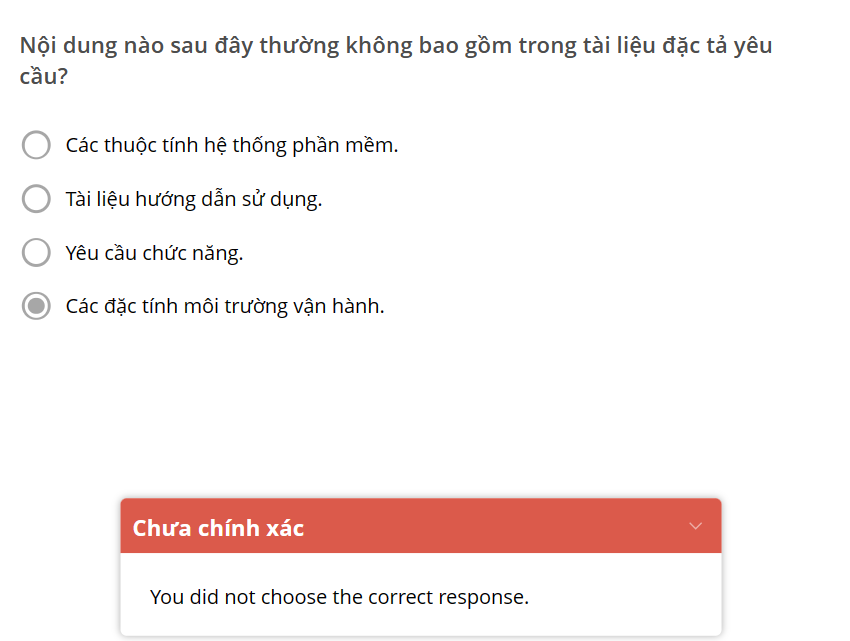 Nội dung nào sau đây thường không bao gồm trong tài liệu đặc tả yêu
cầu?
Các thuộc tính hệ thống phần mềm.
Tài liệu hướng dẫn sử dụng.
Yêu cầu chức năng.
Các đặc tính môi trường vận hành.
Chưa chính xác
You did not choose the correct response.